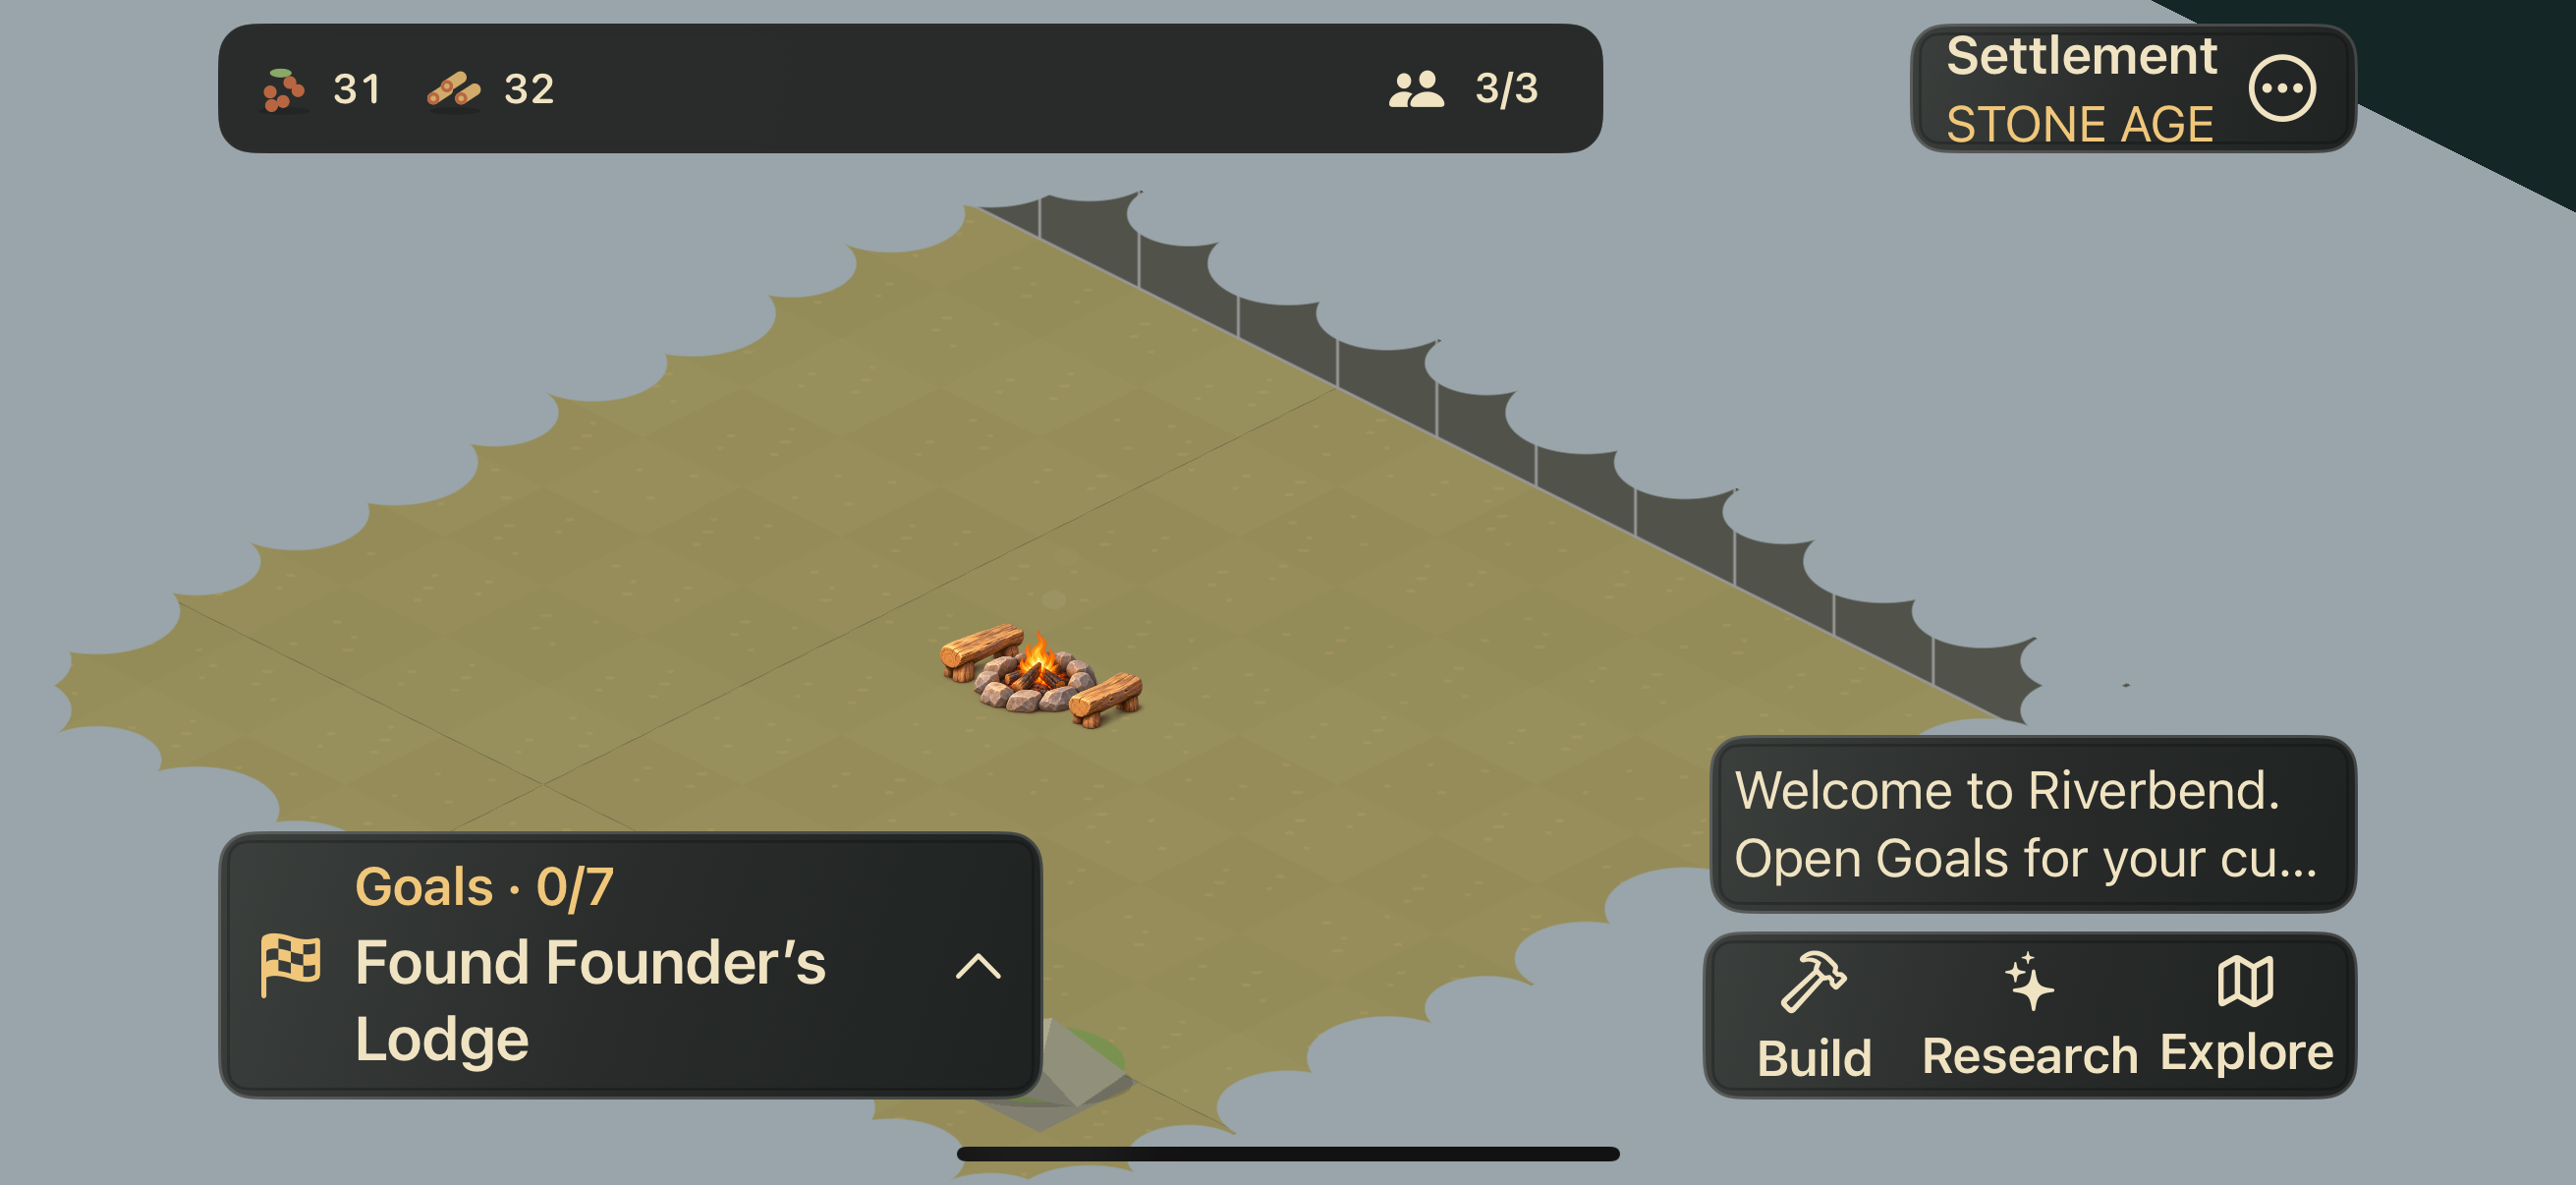 31
32
3/3
Settlement
STONE AGE
Welcome to Riverbend.
Open Goals for your cu...
Goals · 0/7
Found Founder’s
Lodge
Build
Research
Explore